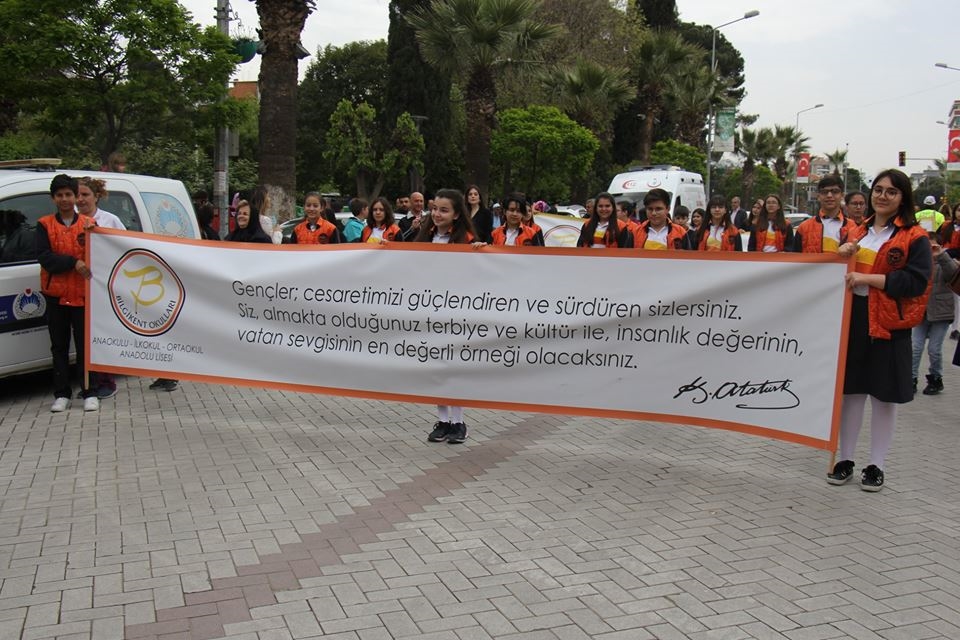 B
BİLGİKENT OKULLARI
ANAOKULU - İLKOKUL - ORTAOKUL
ANADOLU LİSESİ
Gençler; cesaretimizi güçlendiren ve sürdüren sizlersiniz.
Siz, almakta olduğunuz terbiye ve kültür ile, insanlık değerinin,
vatan sevgisinin en değerli örneği olacaksınız.
K. Atatürk